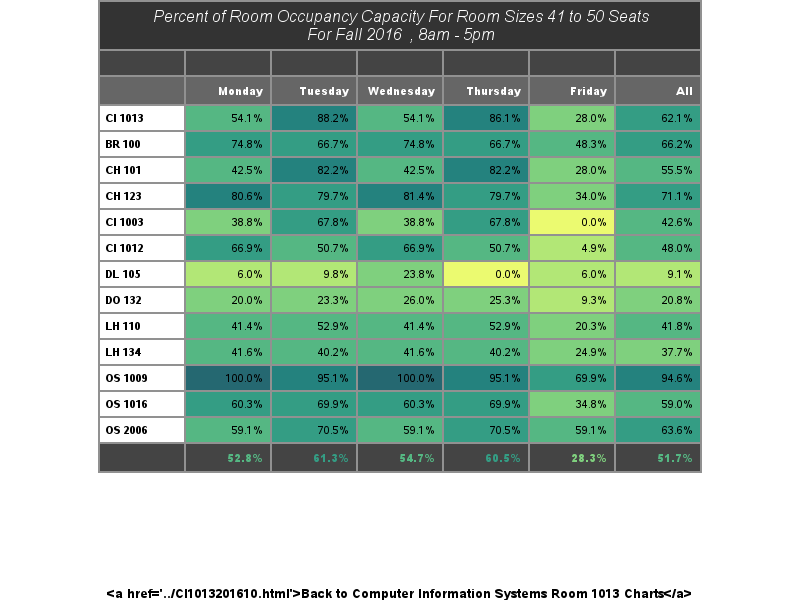 Percent of Room Occupancy Capacity For Room Sizes 41 to 50 Seats
For Fall 2016 , 8am - 5pm
Monday Tuesday Wednesday Thursday Friday All
CI 1013 54.1% 88.2% 54.1% 86.1% 28.0% 62.1%
BR 100 74.8% 66.7% 74.8% 66.7% 48.3% 66.2%
CH 101 42.5% 82.2% 42.5% 82.2% 28.0% 55.5%
CH 123 80.6% 79.7% 81.4% 79.7% 34.0% 71.1%
CI 1003 38.8% 67.8% 38.8% 67.8% 0.0% 42.6%
CI 1012 66.9% 50.7% 66.9% 50.7% 4.9% 48.0%
DL 105 6.0% 9.8% 23.8% 0.0% 6.0% 9.1%
DO 132 20.0% 23.3% 26.0% 25.3% 9.3% 20.8%
LH 110 41.4% 52.9% 41.4% 52.9% 20.3% 41.8%
LH 134 41.6% 40.2% 41.6% 40.2% 24.9% 37.7%
OS 1009 100.0% 95.1% 100.0% 95.1% 69.9% 94.6%
OS 1016 60.3% 69.9% 60.3% 69.9% 34.8% 59.0%
OS 2006 59.1% 70.5% 59.1% 70.5% 59.1% 63.6%
52.8% 61.3% 54.7% 60.5% 28.3% 51.7%
<a href='../CI1013201610.html'>Back to Computer Information Systems Room 1013 Charts</a>